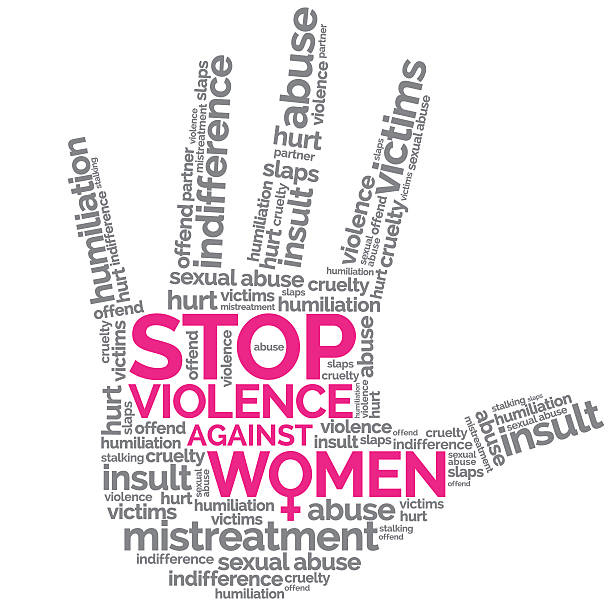 humiliation
stalking
hurt
indifference
offend
cruelty
victims
hurt
slaps
offend partner
violence
mistreatment slaps
indifference
humiliation
hurt cruelty
insult
slaps
partner
hurt
abuse
violence partner
violence
slaps
sexual abuse
offend
hurt cruelty
victims
victims sexual abuse
humiliation
sexual abuse
cruelty
hurt victims slaps humiliation
mistreatment
STOP
abuse
offend
violence
slaps
cruelty
abuse
VIOLENCE
humiliation
violence
hurt
offend
AGAINST
violence offend cruelty
humiliation
insult slaps indifference
stalking cruelty
WOMEN
sexual abuse
slaps
offend
insult
sexual abuse
violence hurt
humiliation
abuse
victims
hurt
victims
victims
mistreatment
stalking
offend
indifference sexual abuse
indifference cruelty
humiliation offend
mistreatment
abuse
stalking slaps
humiliation
sexual abuse
insult